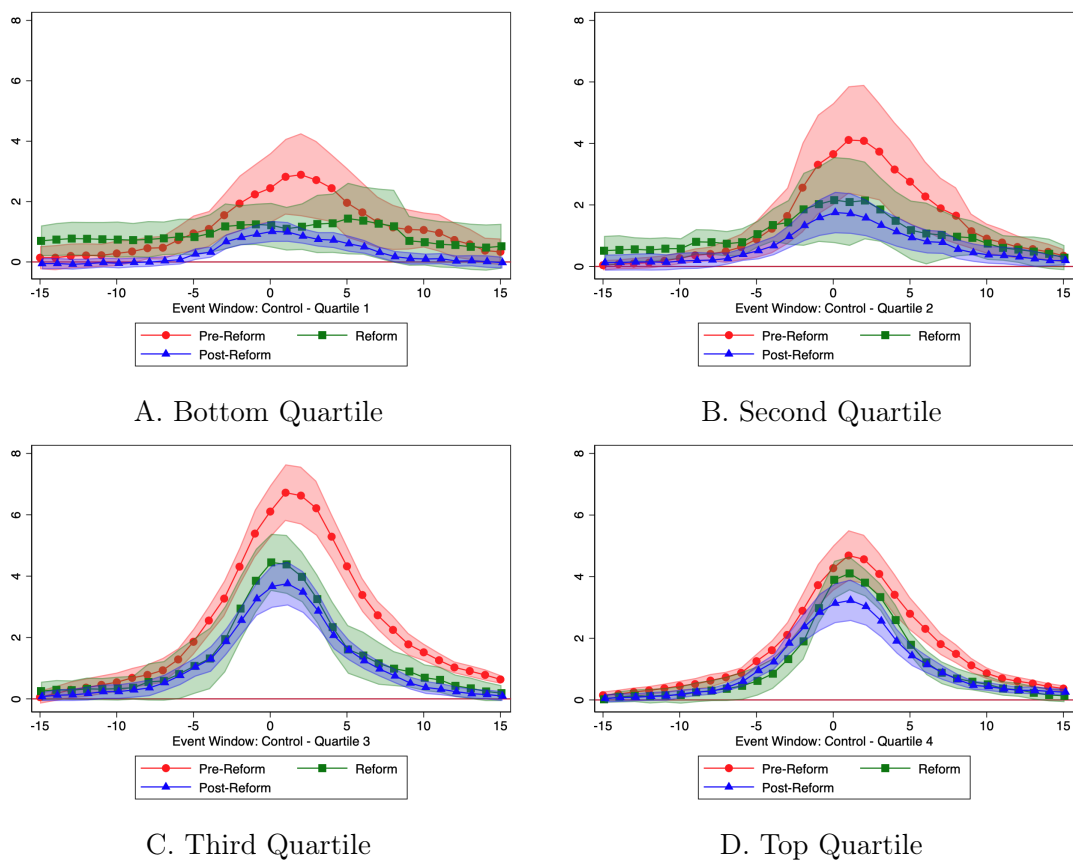 8
6
4
2
0
-15 -10 -5 0 5 10 15
Event Window: Control - Quartile 1
Pre-Reform Reform
Post-Reform
A. Bottom Quartile
8
6
4
2
0
-15 -10 -5 0 5 10 15
Event Window: Control - Quartile 2
Pre-Reform Reform
Post-Reform
B. Second Quartile
8
6
4
2
0
-15 -10 -5 0 5 10 15
Event Window: Control - Quartile 3
Pre-Reform Reform
Post-Reform
C. Third Quartile
8
6
4
2
0
-15 -10 -5 0 5 10 15
Event Window: Control - Quartile 4
Pre-Reform Reform
Post-Reform
D. Top Quartile